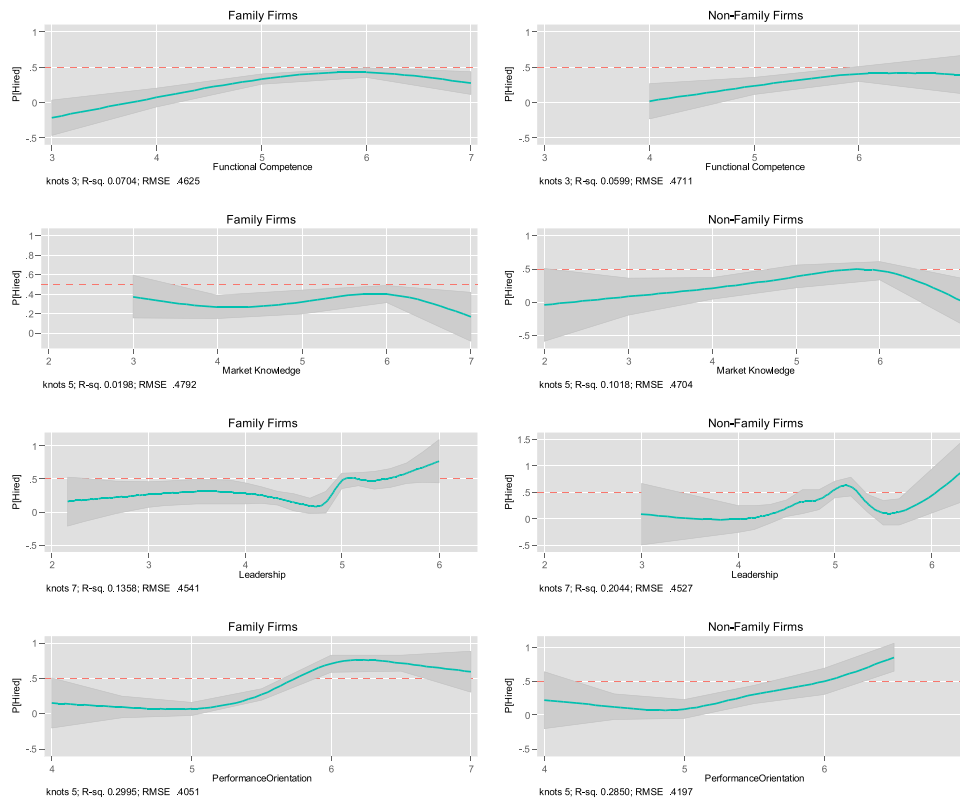 Family Firms
1
.5
0
-.5
P[Hired]
3 4 5 6 7
Functional Competence
knots 3; R-sq. 0.0704; RMSE .4625
Non-Family Firms
1
.5
0
-.5
P[Hired]
3 4 5 6
Functional Competence
knots 3; R-sq. 0.0599; RMSE .4711
Family Firms
1
.8
.6
.4
.2
0
P[Hired]
2 3 4 5 6 7
Market Knowledge
knots 5; R-sq. 0.0198; RMSE .4792
Non-Family Firms
1
.5
0
-.5
P[Hired]
2 3 4 5 6
Market Knowledge
knots 5; R-sq. 0.1018; RMSE .4704
Family Firms
1
.5
0
-.5
P[Hired]
2 3 4 5 6
Leadership
knots 7; R-sq. 0.1358; RMSE .4541
Non-Family Firms
1.5
1
.5
0
-.5
P[Hired]
2 3 4 5 6
Leadership
knots 7; R-sq. 0.2044; RMSE .4527
Family Firms
1
.5
0
-.5
P[Hired]
4 5 6 7
PerformanceOrientation
knots 5; R-sq. 0.2995; RMSE .4051
Non-Family Firms
1
.5
0
-.5
P[Hired]
4 5 6
PerformanceOrientation
knots 5; R-sq. 0.2850; RMSE .4197